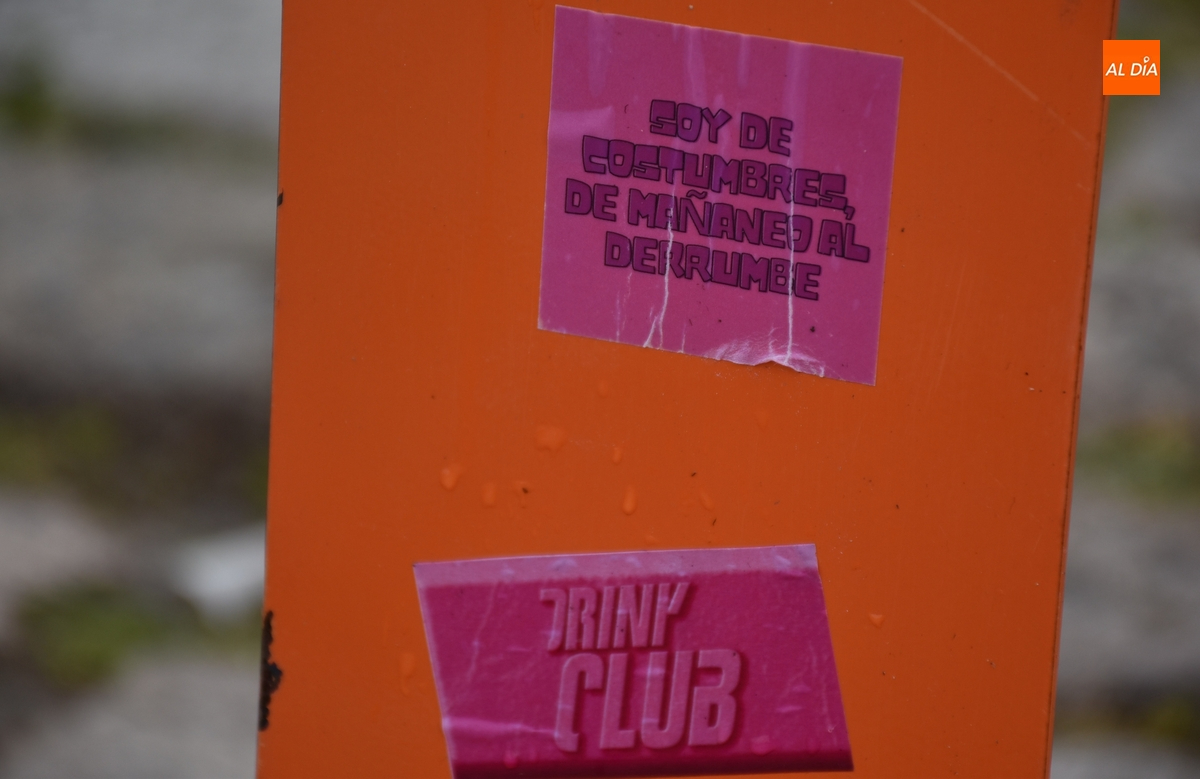 AL DÍA
SOY DE
COSTUMBRES,
DE MAÑANEO AL
DERRUMBE
DRINK
CLUB